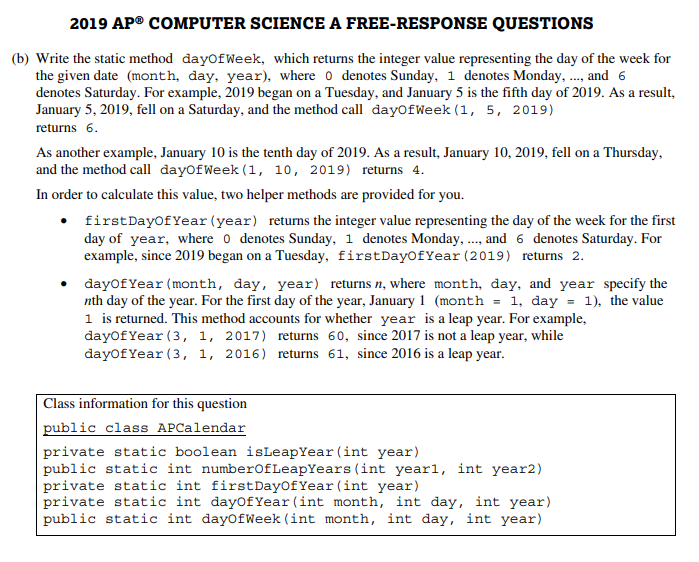 2019 AP® COMPUTER SCIENCE A FREE-RESPONSE QUESTIONS
(b) Write the static method dayOfWeek, which returns the integer value representing the day of the week for
the given date (month, day, year), where 0 denotes Sunday, 1 denotes Monday, ..., and 6
denotes Saturday. For example, 2019 began on a Tuesday, and January 5 is the fifth day of 2019. As a result,
January 5, 2019, fell on a Saturday, and the method call dayOfWeek(1, 5, 2019)
returns 6.
As another example, January 10 is the tenth day of 2019. As a result, January 10, 2019, fell on a Thursday,
and the method call dayOfWeek(1, 10, 2019) returns 4.
In order to calculate this value, two helper methods are provided for you.
• firstDayOfYear(year) returns the integer value representing the day of the week for the first
day of year, where 0 denotes Sunday, 1 denotes Monday, ..., and 6 denotes Saturday. For
example, since 2019 began on a Tuesday, firstDayOfYear(2019) returns 2.
• dayOfYear(month, day, year) returns n, where month, day, and year specify the
nth day of the year. For the first day of the year, January 1 (month = 1, day = 1), the value
1 is returned. This method accounts for whether year is a leap year. For example,
dayOfYear(3, 1, 2017) returns 60, since 2017 is not a leap year, while
dayOfYear(3, 1, 2016) returns 61, since 2016 is a leap year.
Class information for this question
public class APCalendar
private static boolean isLeapYear(int year)
public static int numberOfLeapYears(int year1, int year2)
private static int firstDayOfYear(int year)
private static int dayOfYear(int month, int day, int year)
public static int dayOfWeek(int month, int day, int year)